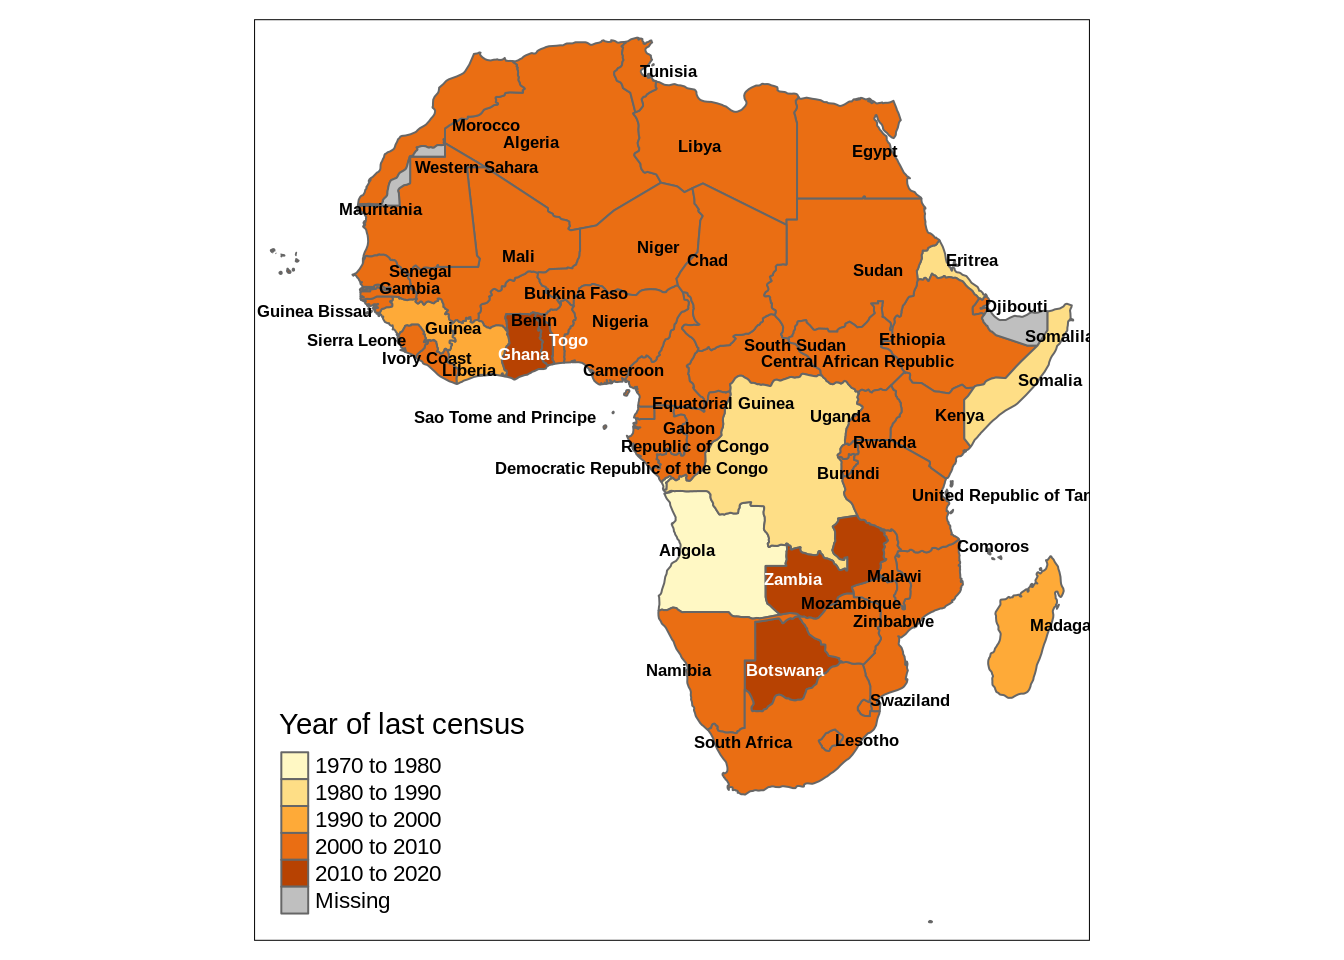 Tunisia
Morocco
Algeria
Libya
Egypt
Western Sahara
Mauritania
Mali
Niger
Chad
Sudan
Eritrea
Senegal
Gambia
Burkina Faso
Djibouti
Guinea Bissau
Guinea
Benin
Nigeria
Somalila
Sierra Leone
Togo
South Sudan
Ethiopia
Ivory Coast
Ghana
Central African Republic
Liberia
Cameroon
Somalia
Equatorial Guinea
Sao Tome and Principe
Uganda
Kenya
Gabon
Republic of Congo
Rwanda
Democratic Republic of the Congo
Burundi
United Republic of Tan
Angola
Comoros
Zambia
Malawi
Mozambique
Zimbabwe
Madaga
Namibia
Botswana
Swaziland
South Africa
Lesotho
Year of last census
1970 to 1980
1980 to 1990
1990 to 2000
2000 to 2010
2010 to 2020
Missing